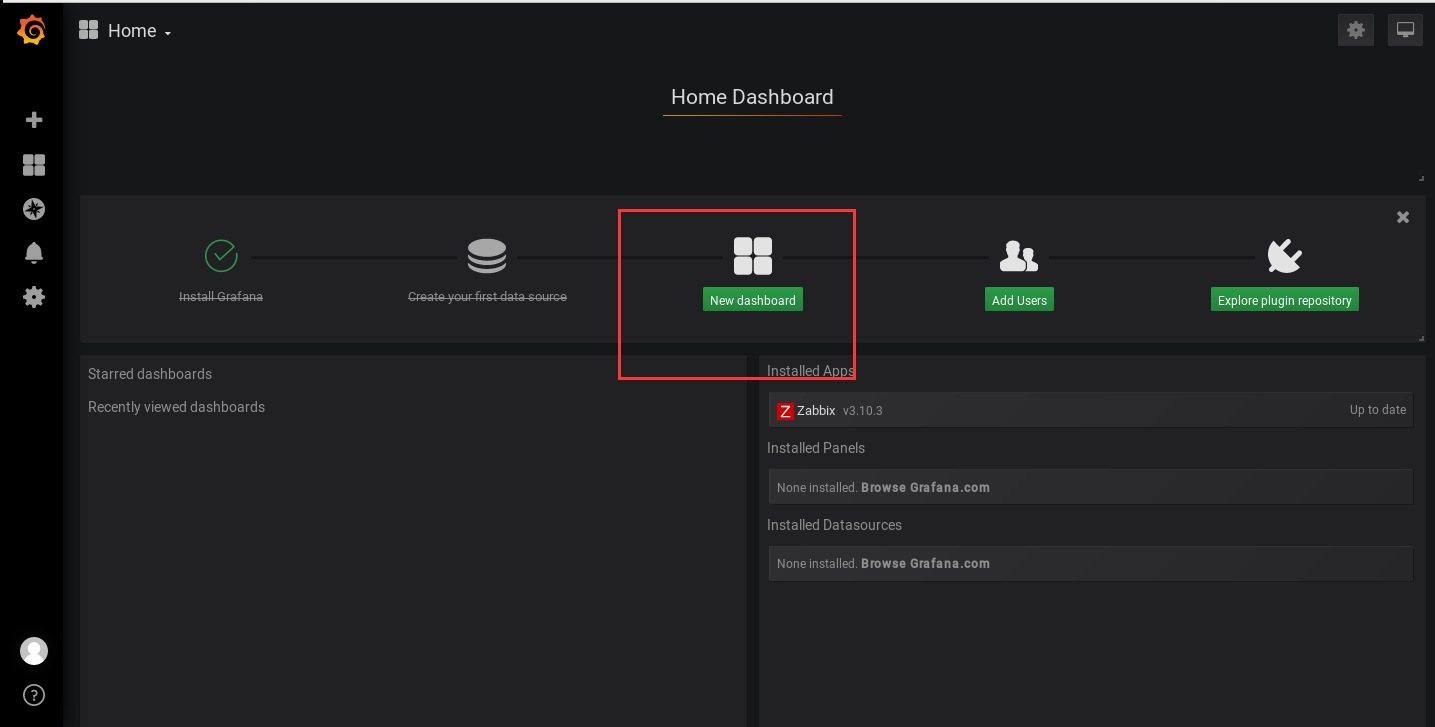 Home
Home Dashboard
Install Grafana
Create your first data source
New dashboard
Add Users
Explore plugin repository
Starred dashboards
Recently viewed dashboards
Installed Apps
Z Zabbix v3.10.3 Up to date
Installed Panels
None installed. Browse Grafana.com
Installed Datasources
None installed. Browse Grafana.com
?